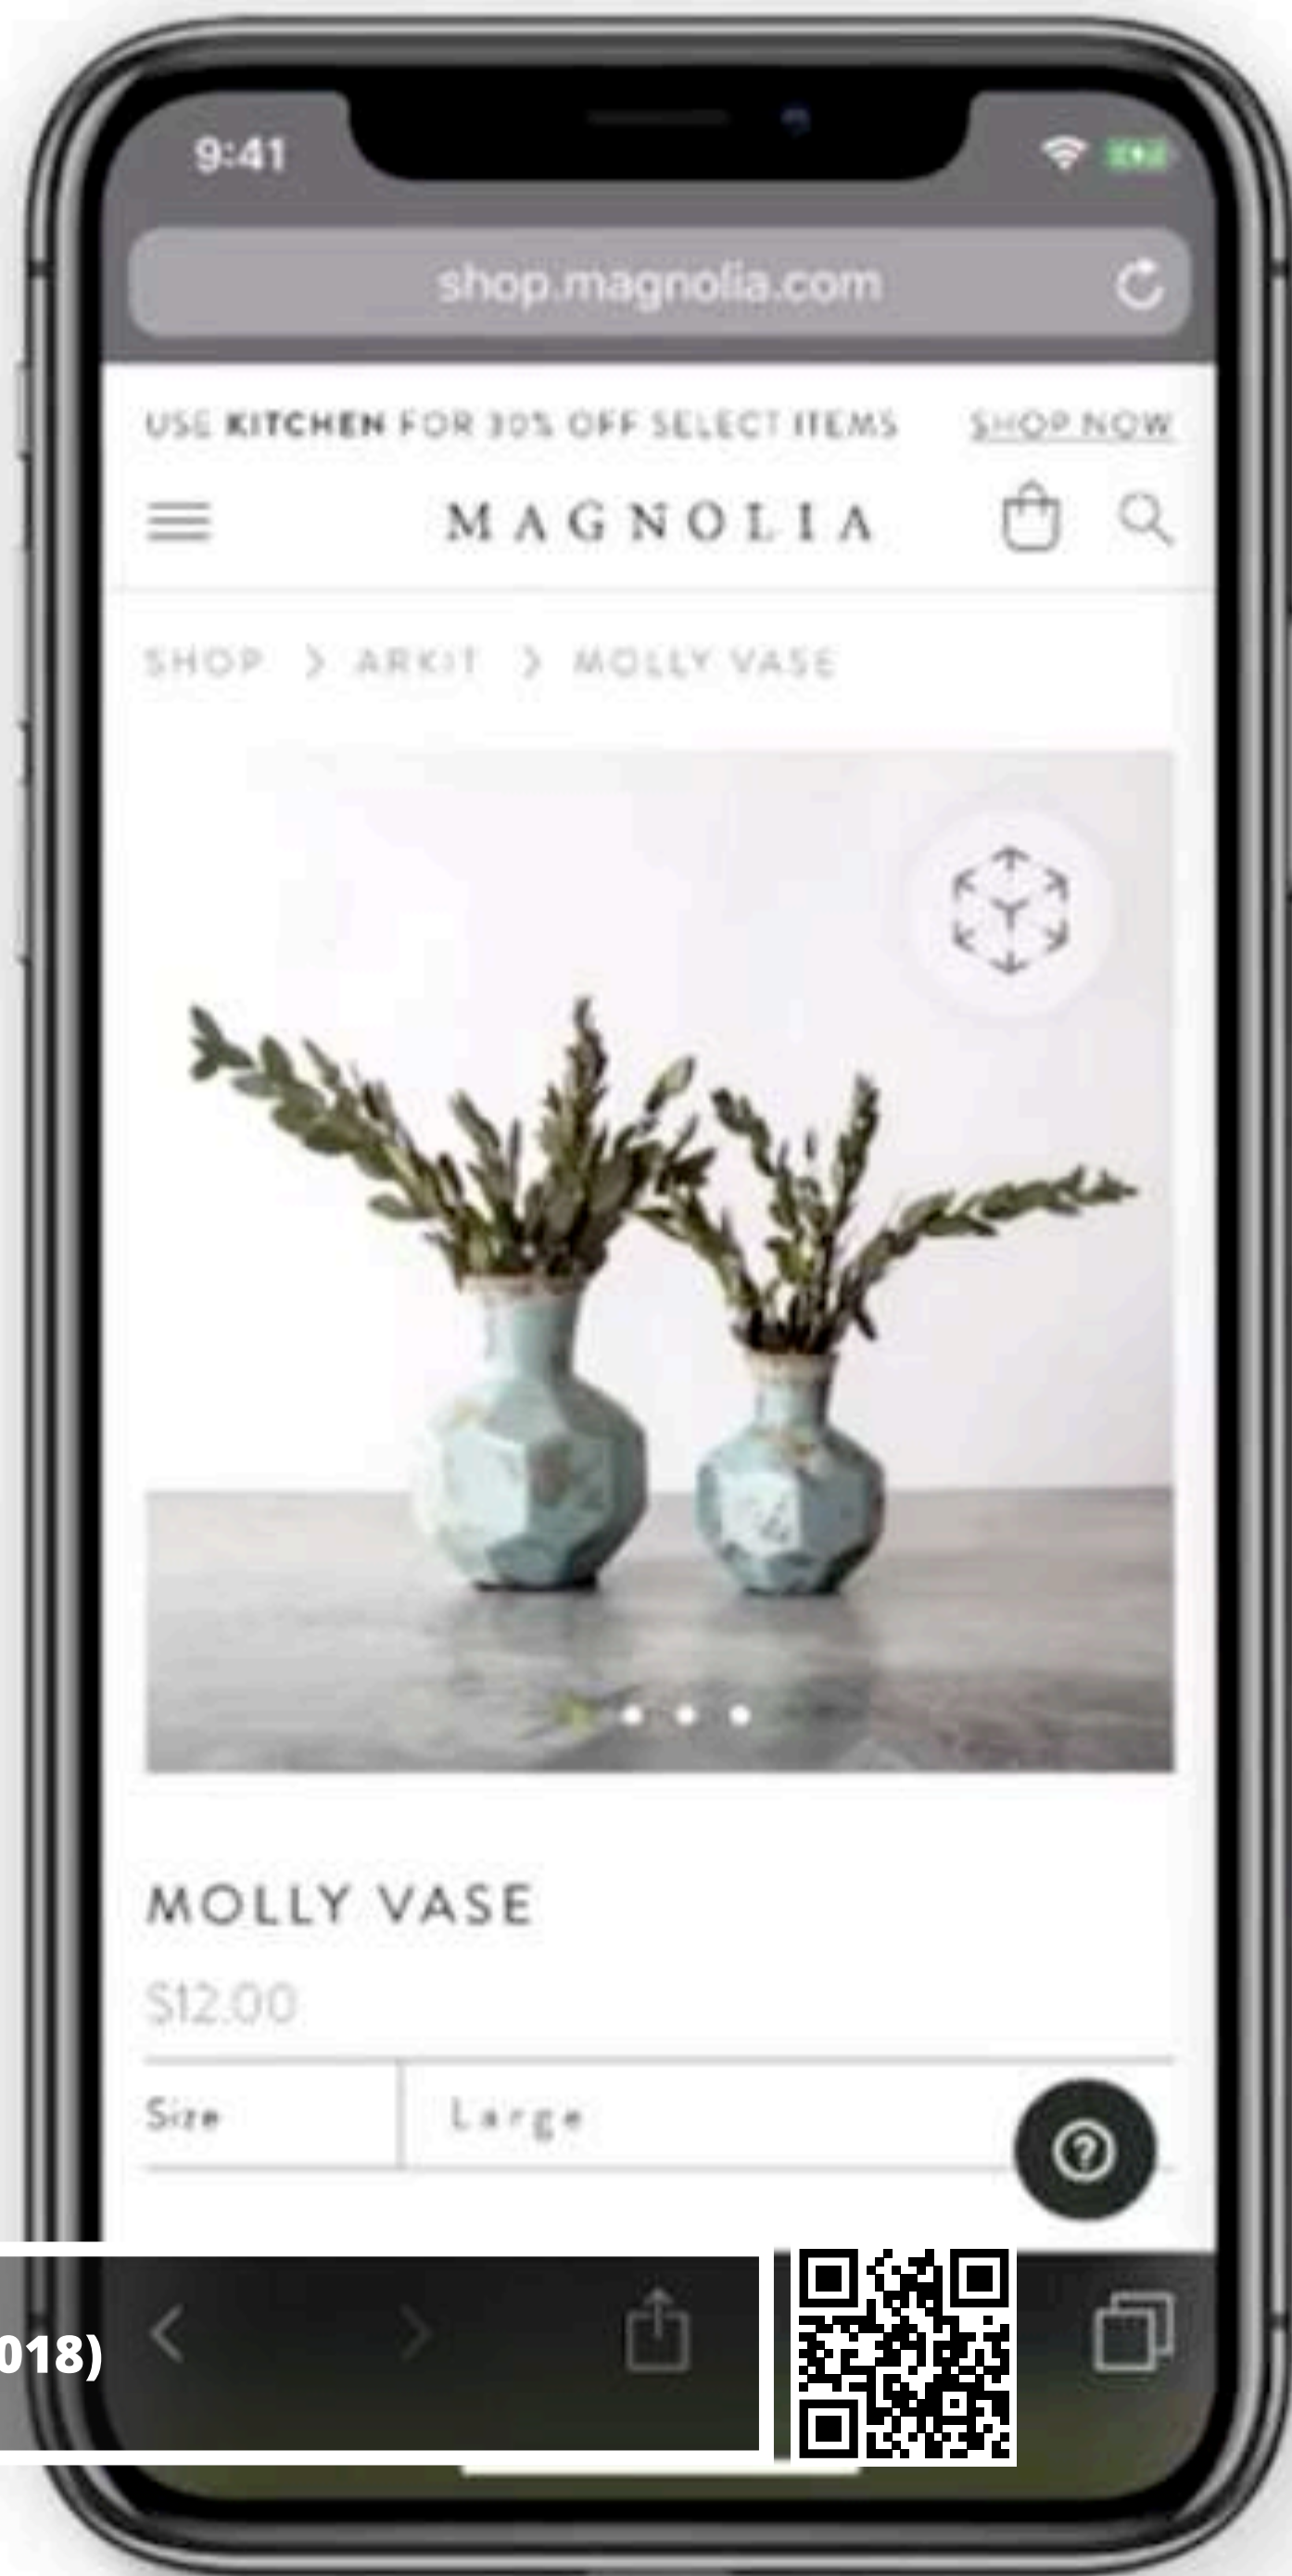 9:41
shop.magnolia.com
USE KITCHEN FOR 30% OFF SELECT ITEMS SHOP NOW
MAGNOLIA
SHOP > ARKIT > MOLLY VASE
MOLLY VASE
$12.00
Size Large
018)